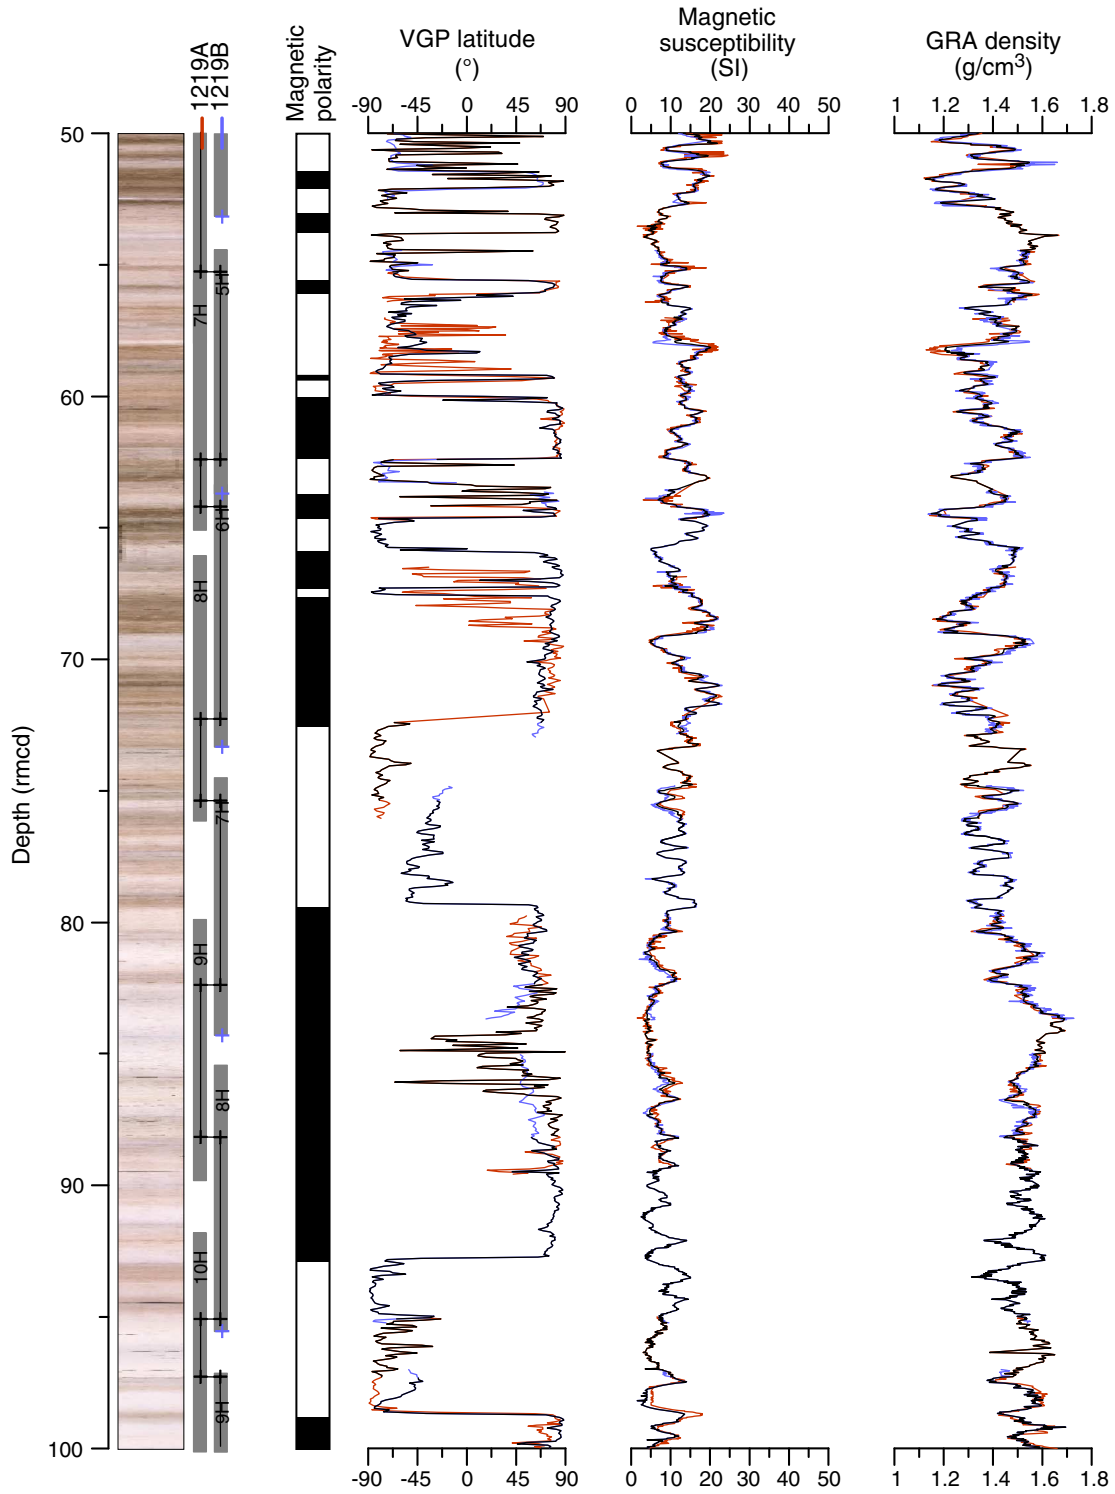 1219A
1219B
Magnetic
polarity
VGP latitude
(°)
Magnetic
susceptibility
(SI)
GRA density
(g/cm3)
-90 -45 0 45 90
0 10 20 30 40 50
1 1.2 1.4 1.6 1.8
50
5H
7H
60
6H
8H
70
Depth (rmcd)
7H
80
9H
8H
90
10H
9H
100
-90 -45 0 45 90
0 10 20 30 40 50
1 1.2 1.4 1.6 1.8